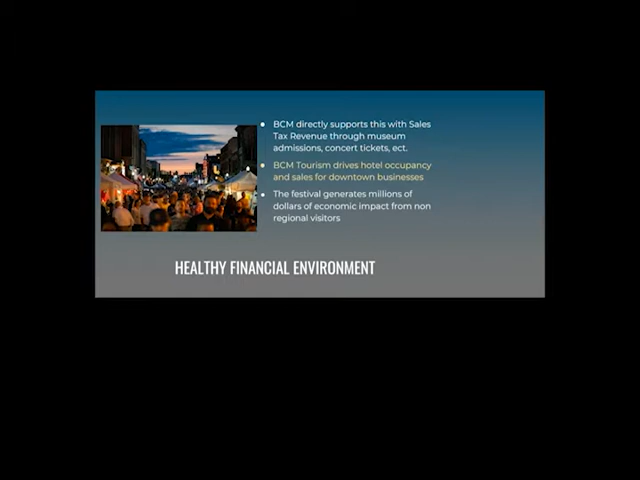 BCM directly supports this with Sales
Tax Revenue through museum
admissions, concert tickets, ect.
BCM Tourism drives hotel occupancy
and sales for downtown businesses
The festival generates millions of
dollars of economic impact from non
regional visitors
HEALTHY FINANCIAL ENVIRONMENT